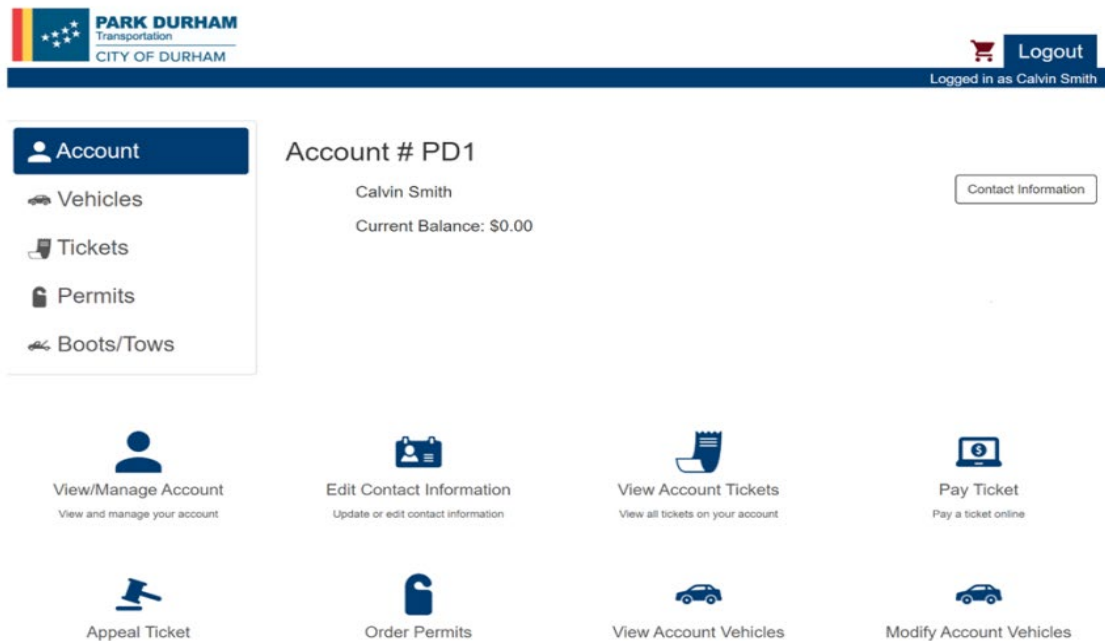 PARK DURHAM
Transportation
CITY OF DURHAM
Logout
Logged in as Calvin Smith
Account
Vehicles
Tickets
Permits
Boots/Tows
Account # PD1
Calvin Smith
Contact Information
Current Balance: $0.00
View/Manage Account
View and manage your account
Edit Contact Information
Update or edit contact information
View Account Tickets
View all tickets on your account
Pay Ticket
Pay a ticket online
Appeal Ticket
Order Permits
View Account Vehicles
Modify Account Vehicles